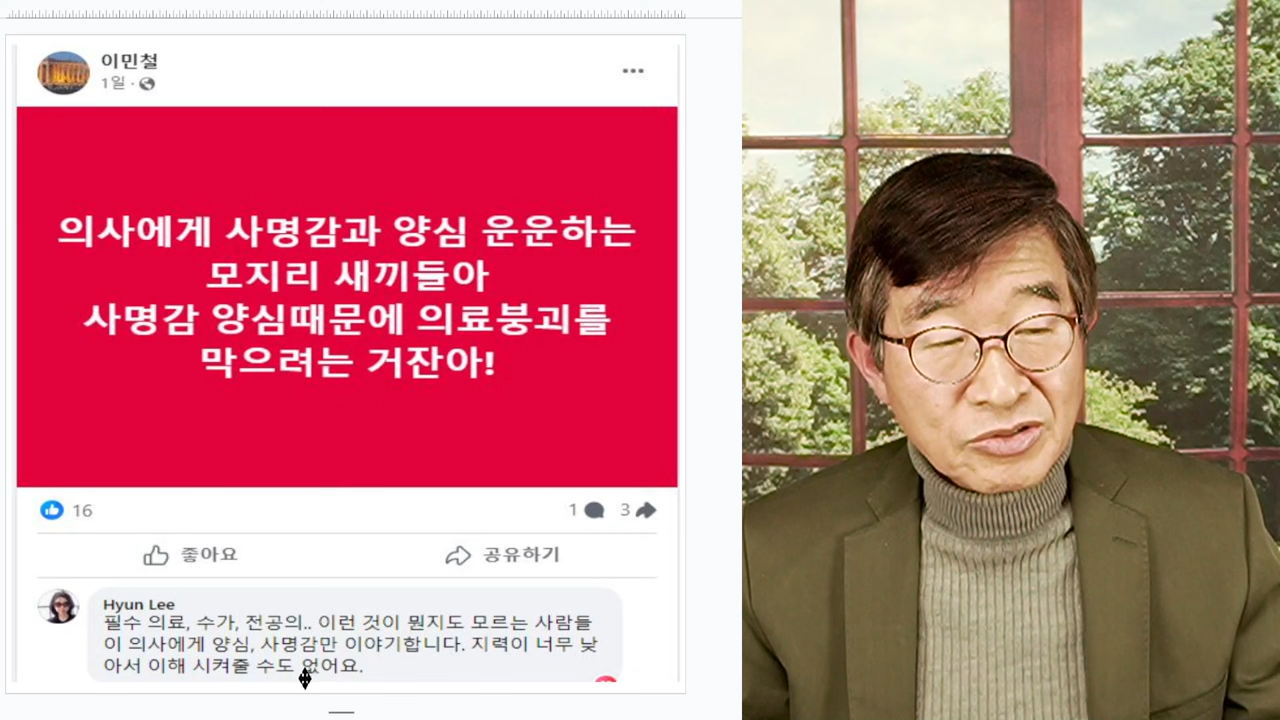 이민철
1일 ·
의사에게 사명감과 양심 운운하는
모지리 새끼들아
사명감 양심때문에 의료붕괴를
막으려는 거잔아!
16
1
3
좋아요
공유하기
Hyun Lee
필수 의료, 수가, 전공의.. 이런 것이 뭔지도 모르는 사람들
이 의사에게 양심, 사명감만 이야기합니다. 지력이 너무 낮
아서 이해 시켜줄 수도 없어요.